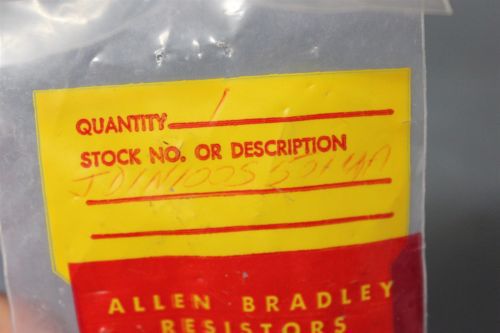 QUANTITY 1
STOCK NO. OR DESCRIPTION
ALLEN BRADLEY
RESISTORS